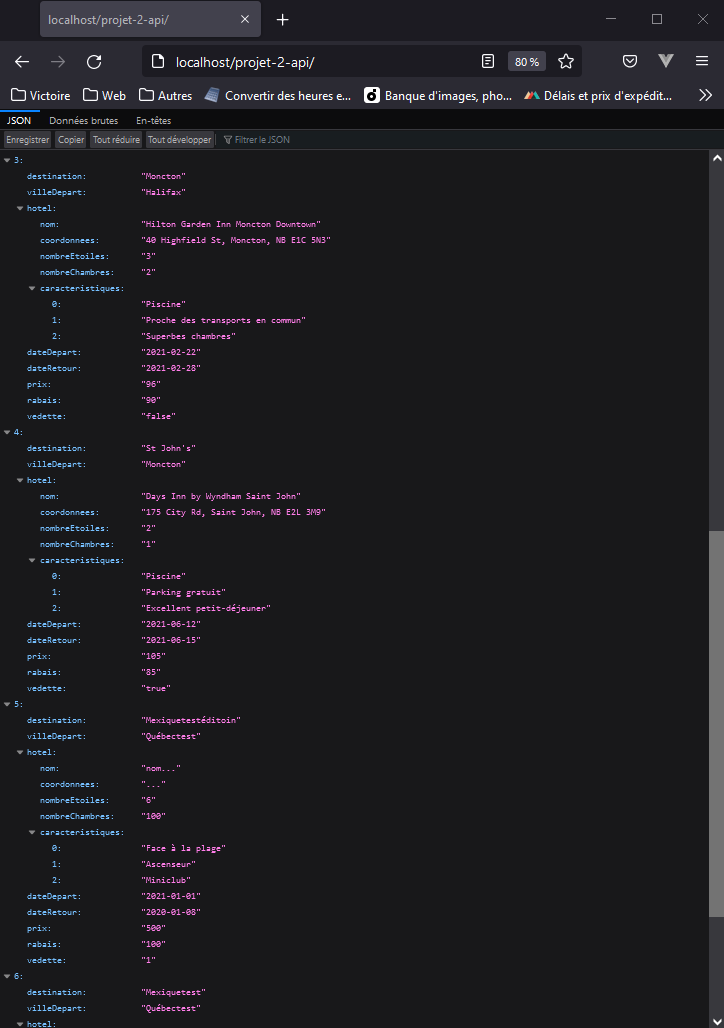 localhost/projet-2-api/
localhost/projet-2-api/
80 %
Victoire
Web
Autres
Convertir des heures e...
Banque d'images, pho...
Délais et prix d'expédit...
JSON
Données brutes
En-têtes
Enregistrer
Copier
Tout réduire
Tout développer
Filtrer le JSON
3:
destination: "Moncton"
villeDepart: "Halifax"
hotel:
nom: "Hilton Garden Inn Moncton Downtown"
coordonnees: "40 Highfield St, Moncton, NB E1C 5N3"
nombreEtoiles: "3"
nombreChambres: "2"
caracteristiques:
0: "Piscine"
1: "Proche des transports en commun"
2: "Superbes chambres"
dateDepart: "2021-02-22"
dateRetour: "2021-02-28"
prix: "96"
rabais: "90"
vedette: "false"
4:
destination: "St John's"
villeDepart: "Moncton"
hotel:
nom: "Days Inn by Wyndham Saint John"
coordonnees: "175 City Rd, Saint John, NB E2L 3M9"
nombreEtoiles: "2"
nombreChambres: "1"
caracteristiques:
0: "Piscine"
1: "Parking gratuit"
2: "Excellent petit-déjeuner"
dateDepart: "2021-06-12"
dateRetour: "2021-06-15"
prix: "105"
rabais: "85"
vedette: "true"
5:
destination: "Mexiquetestéditoin"
villeDepart: "Québectest"
hotel:
nom: "nom..."
coordonnees: "..."
nombreEtoiles: "6"
nombreChambres: "100"
caracteristiques:
0: "Face à la plage"
1: "Ascenseur"
2: "Miniclub"
dateDepart: "2021-01-01"
dateRetour: "2020-01-08"
prix: "500"
rabais: "100"
vedette: "1"
6:
destination: "Mexiquetest"
villeDepart: "Québectest"
hotel: